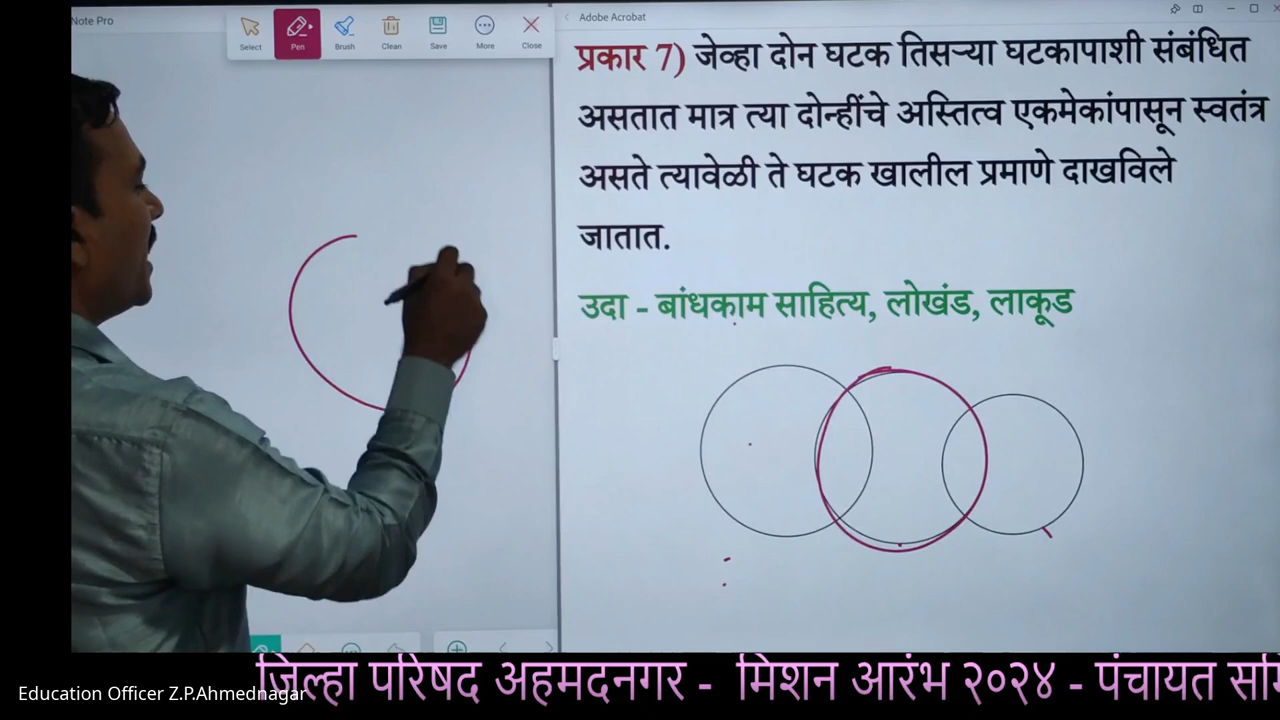 Note Pro
Select
Pen
Brush
Clean
Save
More
Close
Adobe Acrobat
प्रकार 7) जेव्हा दोन घटक तिसऱ्या घटकापाशी संबंधित
असतात मात्र त्या दोन्हींचे अस्तित्व एकमेकांपासून स्वतंत्र
असते त्यावेळी ते घटक खालील प्रमाणे दाखविले
जातात.
उदा - बांधकाम साहित्य, लोखंड, लाकूड
जिल्हा परिषद अहमदनगर - मिशन आरंभ २०२४ - पंचायत
Education Officer Z.P.Ahmednagar